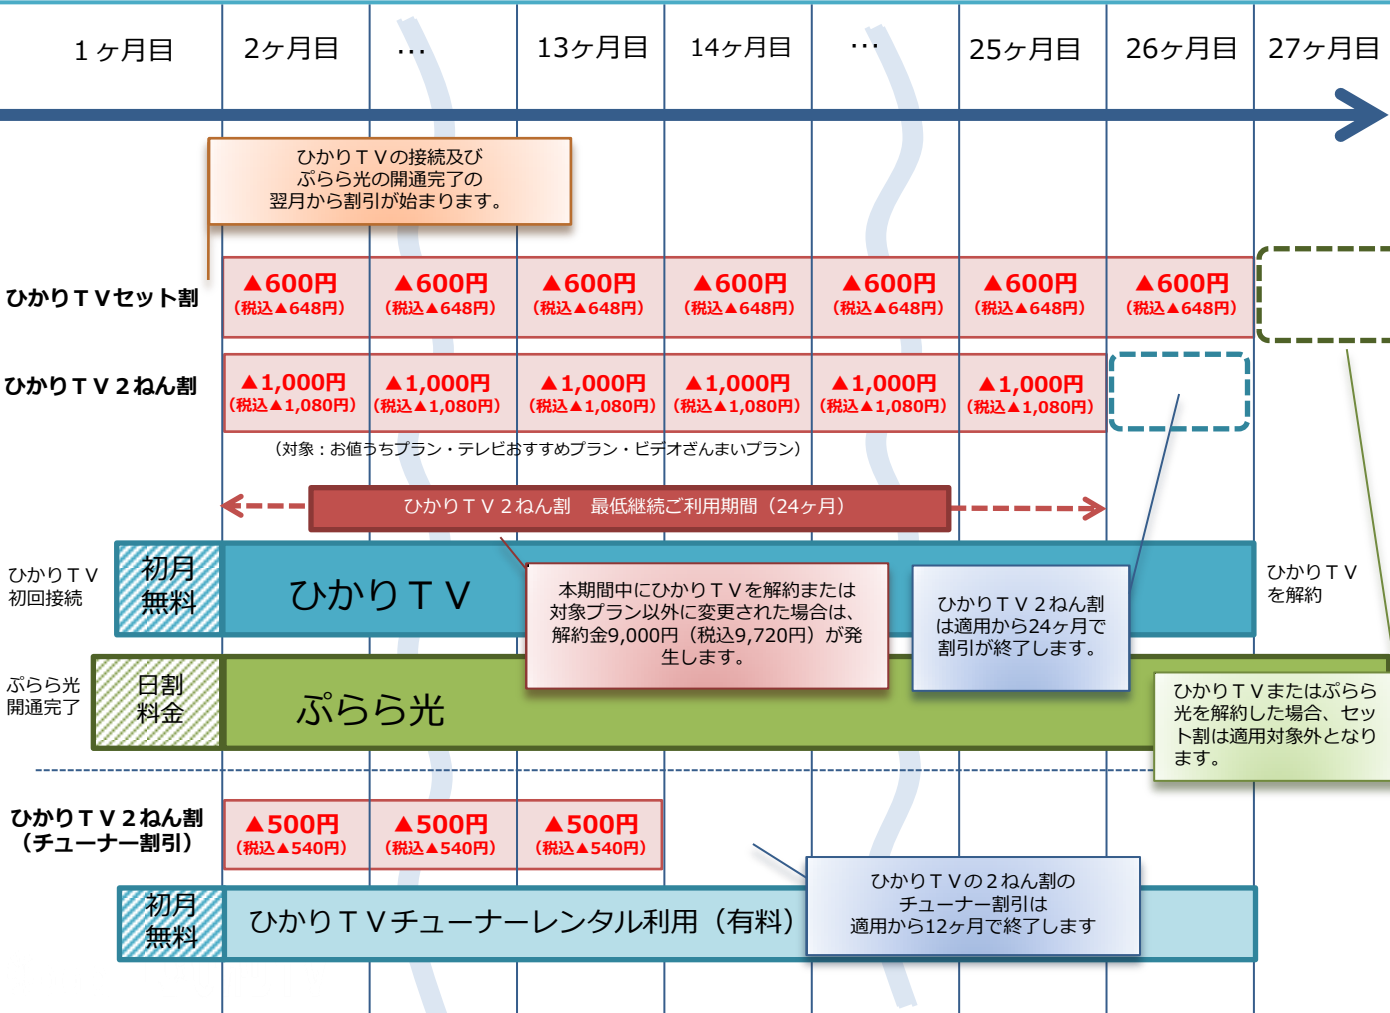 1ヶ月目 2ヶ月目 … 13ヶ月目 14ヶ月目 … 25ヶ月目 26ヶ月目 27ヶ月目
ひかりTVの接続及び
ぷらら光の開通完了の
翌月から割引が始まります。
ひかりTVセット割
▲600円 ▲600円 ▲600円 ▲600円 ▲600円 ▲600円 ▲600円
(税込▲648円) (税込▲648円) (税込▲648円) (税込▲648円) (税込▲648円) (税込▲648円) (税込▲648円)
ひかりTV2ねん割
▲1,000円 ▲1,000円 ▲1,000円 ▲1,000円 ▲1,000円 ▲1,000円
(税込▲1,080円) (税込▲1,080円) (税込▲1,080円) (税込▲1,080円) (税込▲1,080円) (税込▲1,080円)
（対象：お値うちプラン・テレビおすすめプラン・ビデオざんまいプラン）
ひかりTV2ねん割　最低継続ご利用期間（24ヶ月）
ひかりTV
初回接続
初月
無料
ひかりTV
本期間中にひかりTVを解約または
対象プラン以外に変更された場合は、
解約金9,000円（税込9,720円）が発
生します。
ひかりTV2ねん割
は適用から24ヶ月で
割引が終了します。
ひかりTV
を解約
ぷらら光
開通完了
日割
料金
ぷらら光
ひかりTVまたはぷらら
光を解約した場合、セッ
ト割は適用対象外となり
ます。
ひかりTV2ねん割
（チューナー割引）
▲500円 ▲500円 ▲500円
(税込▲540円) (税込▲540円) (税込▲540円)
ひかりTVの2ねん割の
チューナー割引は
適用から12ヶ月で終了します
初月
無料
ひかりTVチューナーレンタル利用（有料）